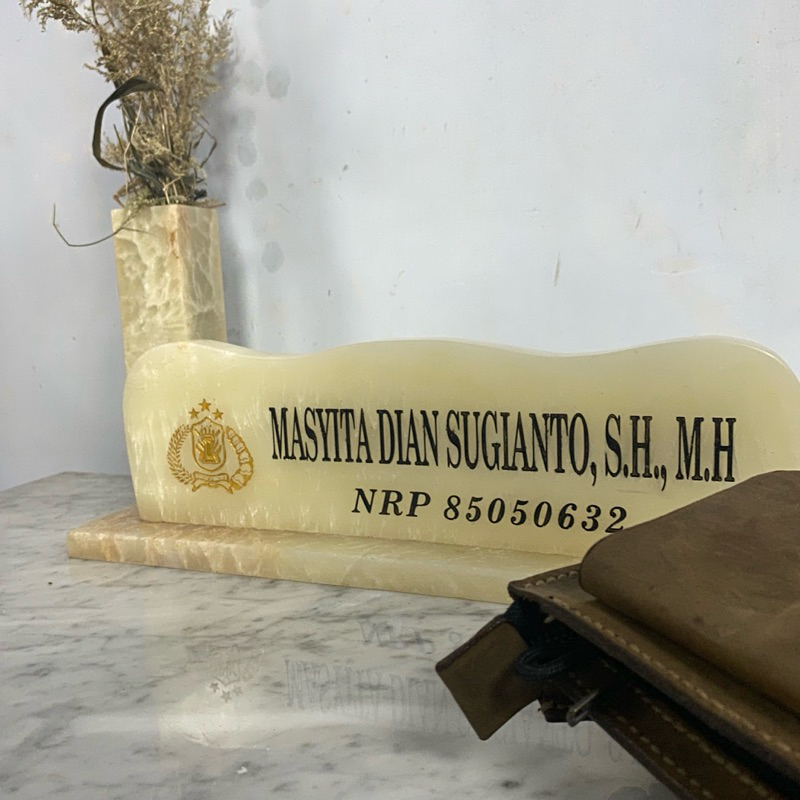 MASYITA DIAN SUGIANTO, S.H., M.H
NRP 85050632